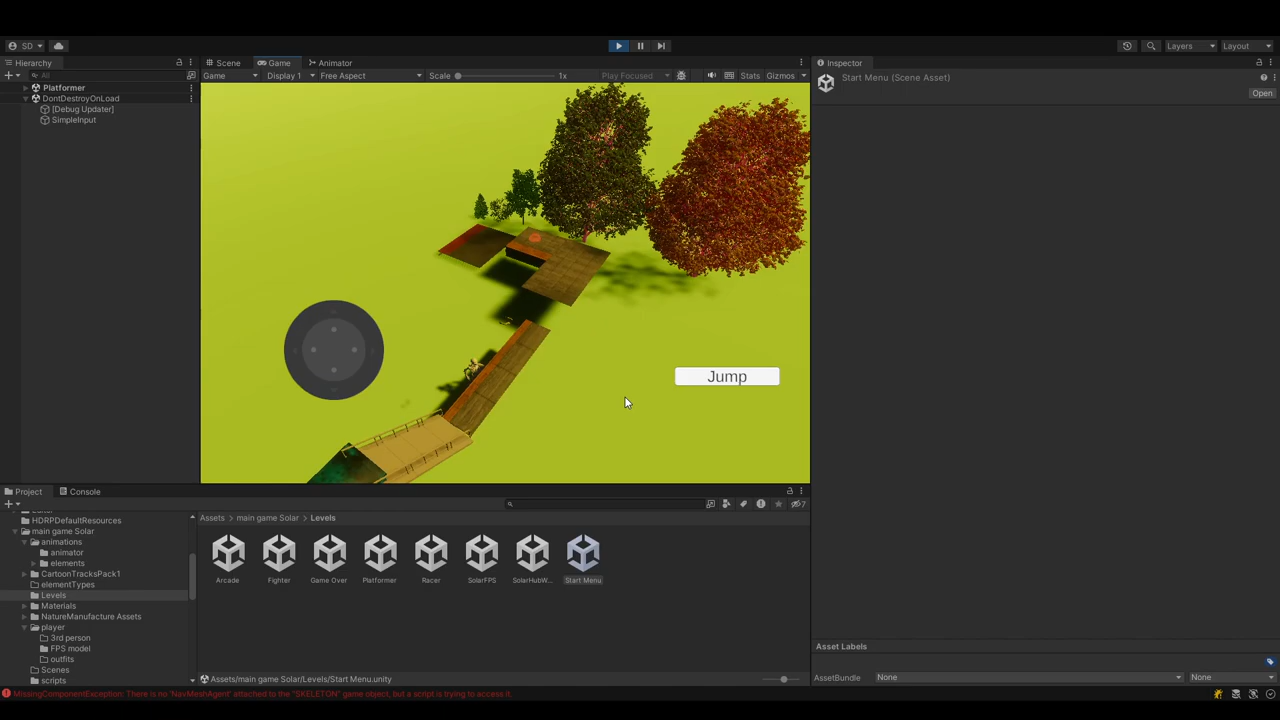 SD
Layers
Layout
Hierarchy
Scene
Game
Animator
Inspector
All
Game
Display 1
Free Aspect
Scale
1x
Play Focused
Stats
Gizmos
Start Menu (Scene Asset)
Open
Platformer
DontDestroyOnLoad
[Debug Updater]
SimpleInput
Jump
Project
Console
HDRPDefaultResources
main game Solar
animations
animator
elements
CartoonTracksPack1
elementTypes
Levels
Materials
NatureManufacture Assets
player
3rd person
FPS model
outfits
Scenes
scripts
Assets > main game Solar > Levels
7
Arcade
Fighter
Game Over
Platformer
Racer
SolarFPS
SolarHubW...
Start Menu
Assets/main game Solar/Levels/Start Menu.unity
Asset Labels
AssetBundle
None
None
MissingComponentException: There is no 'NavMeshAgent' attached to the "SKELETON" game object, but a script is trying to access it.